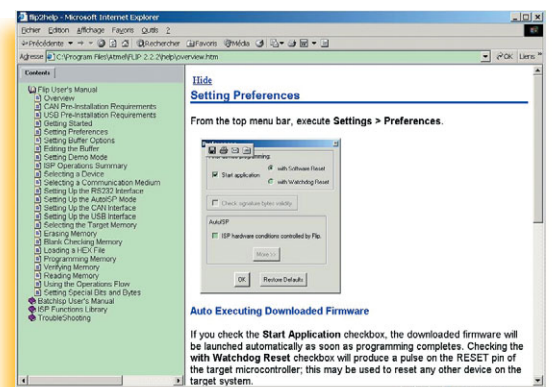 flip2help - Microsoft Internet Explorer
Fichier Edition Affichage Favoris Outils ?
Précédente Rechercher Favoris Média
Adresse C:\Program Files\Atmel\FLIP 2.2.2\help\overview.htm OK Liens
Contents
Flip User's Manual
Overview
CAN Pre-Installation Requirements
USB Pre-Installation Requirements
Getting Started
Setting Preferences
Setting Buffer Options
Editing the Buffer
Setting Demo Mode
ISP Operations Summary
Selecting a Device
Selecting a Communication Medium
Setting Up the RS232 Interface
Setting Up the AutoISP Mode
Setting Up the CAN Interface
Setting Up the USB Interface
Selecting the Target Memory
Erasing Memory
Blank Checking Memory
Loading a HEX File
Programming Memory
Verifying Memory
Reading Memory
Using the Operations Flow
Setting Special Bits and Bytes
BatchIsp User's Manual
ISP Functions Library
TroubleShooting
Hide
Setting Preferences
From the top menu bar, execute Settings > Preferences.
programming
Start application
with Software Reset
with Watchdog Reset
Check signature bytes validity
AutoISP
ISP hardware conditions controlled by Flip.
More >>
OK Restore Defaults
Auto Executing Downloaded Firmware
If you check the Start Application checkbox, the downloaded firmware will
be launched automatically as soon as programming completes. Checking the
with Watchdog Reset checkbox will produce a pulse on the RESET pin of
the target microcontroller; this may be used to reset any other device on the
target system.